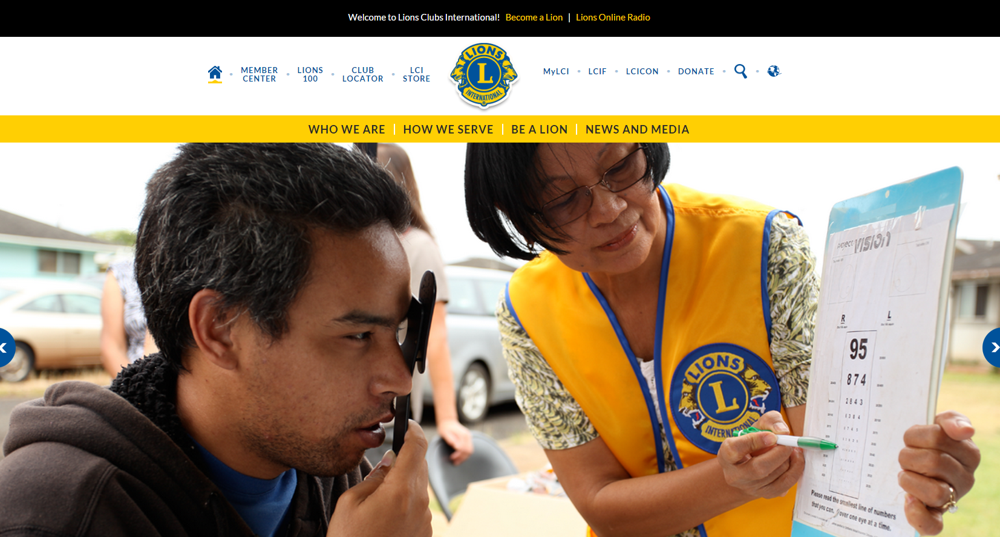 Welcome to Lions Clubs International! Become a Lion | Lions Online Radio
MEMBER CENTER
LIONS 100
CLUB LOCATOR
LCI STORE
LIONS
L
INTERNATIONAL
MyLCI
LCIF
LCICON
DONATE
WHO WE ARE | HOW WE SERVE | BE A LION | NEWS AND MEDIA
project VISION
R
L
95
874
2843
LIONS
L
INTERNATIONAL
Please read the smallest line of numbers
that you can. over one eye at a time.